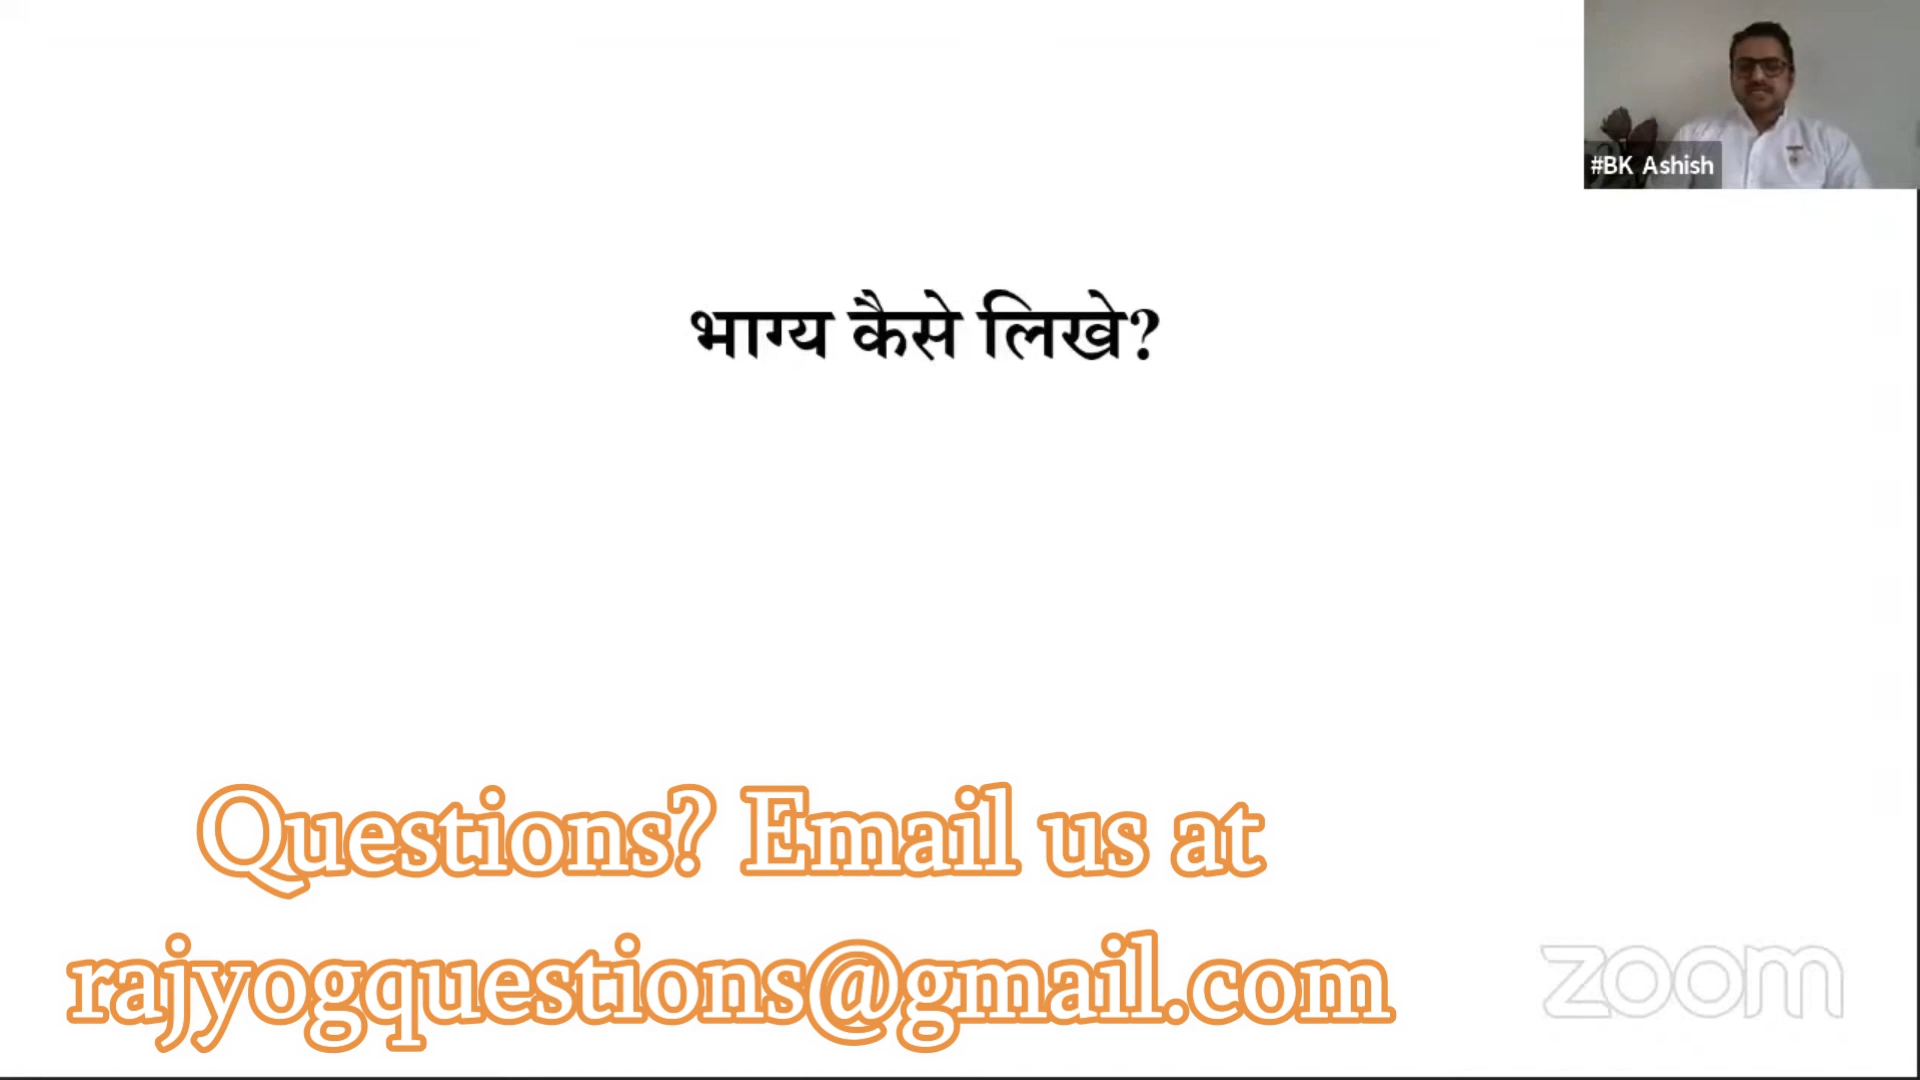 #BK Ashish
भाग्य कैसे लिखे?
Questions? Email us at
rajyogquestions@gmail.com
zoom